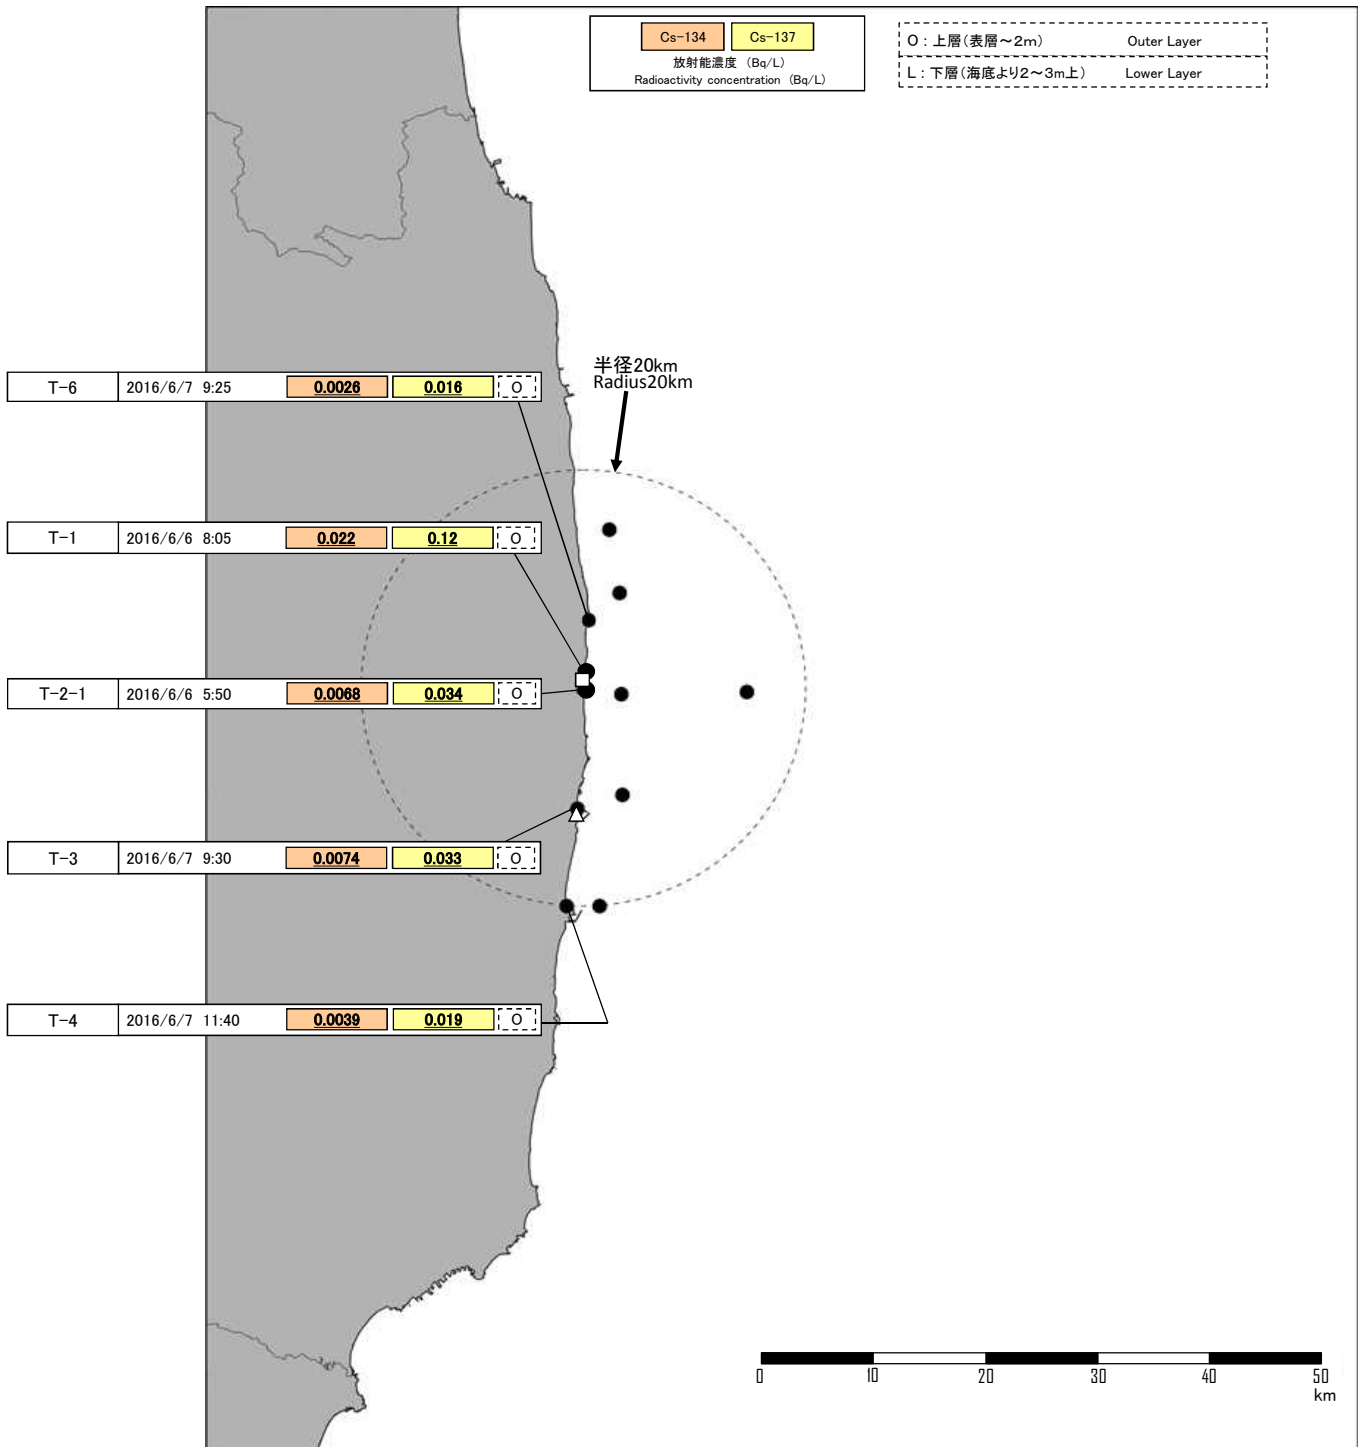 Cs-134 Cs-137
放射能濃度 (Bq/L)
Radioactivity concentration (Bq/L)
O：上層(表層～2m) Outer Layer
L：下層(海底より2～3m上) Lower Layer
半径20km
Radius20km
T-6 2016/6/7 9:25 0.0026 0.016 O
T-1 2016/6/6 8:05 0.022 0.12 O
T-2-1 2016/6/6 5:50 0.0068 0.034 O
T-3 2016/6/7 9:30 0.0074 0.033 O
T-4 2016/6/7 11:40 0.0039 0.019 O
0 10 20 30 40 50
km